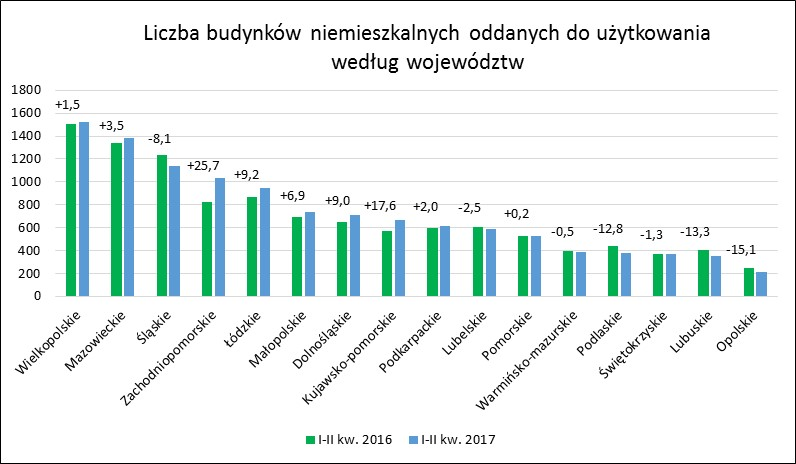 Liczba budynków niemieszkalnych oddanych do użytkowania
według województw
1800
1600
1400
1200
1000
800
600
400
200
0
+1,5
+3,5
-8,1
+25,7
+9,2
+6,9
+9,0
+17,6
+2,0
-2,5
+0,2
-0,5
-12,8
-1,3
-13,3
-15,1
Wielkopolskie
Mazowieckie
Śląskie
Zachodniopomorskie
Łódzkie
Małopolskie
Dolnośląskie
Kujawsko-pomorskie
Podkarpackie
Lubelskie
Pomorskie
Warmińsko-mazurskie
Podlaskie
Świętokrzyskie
Lubuskie
Opolskie
I-II kw. 2016
I-II kw. 2017